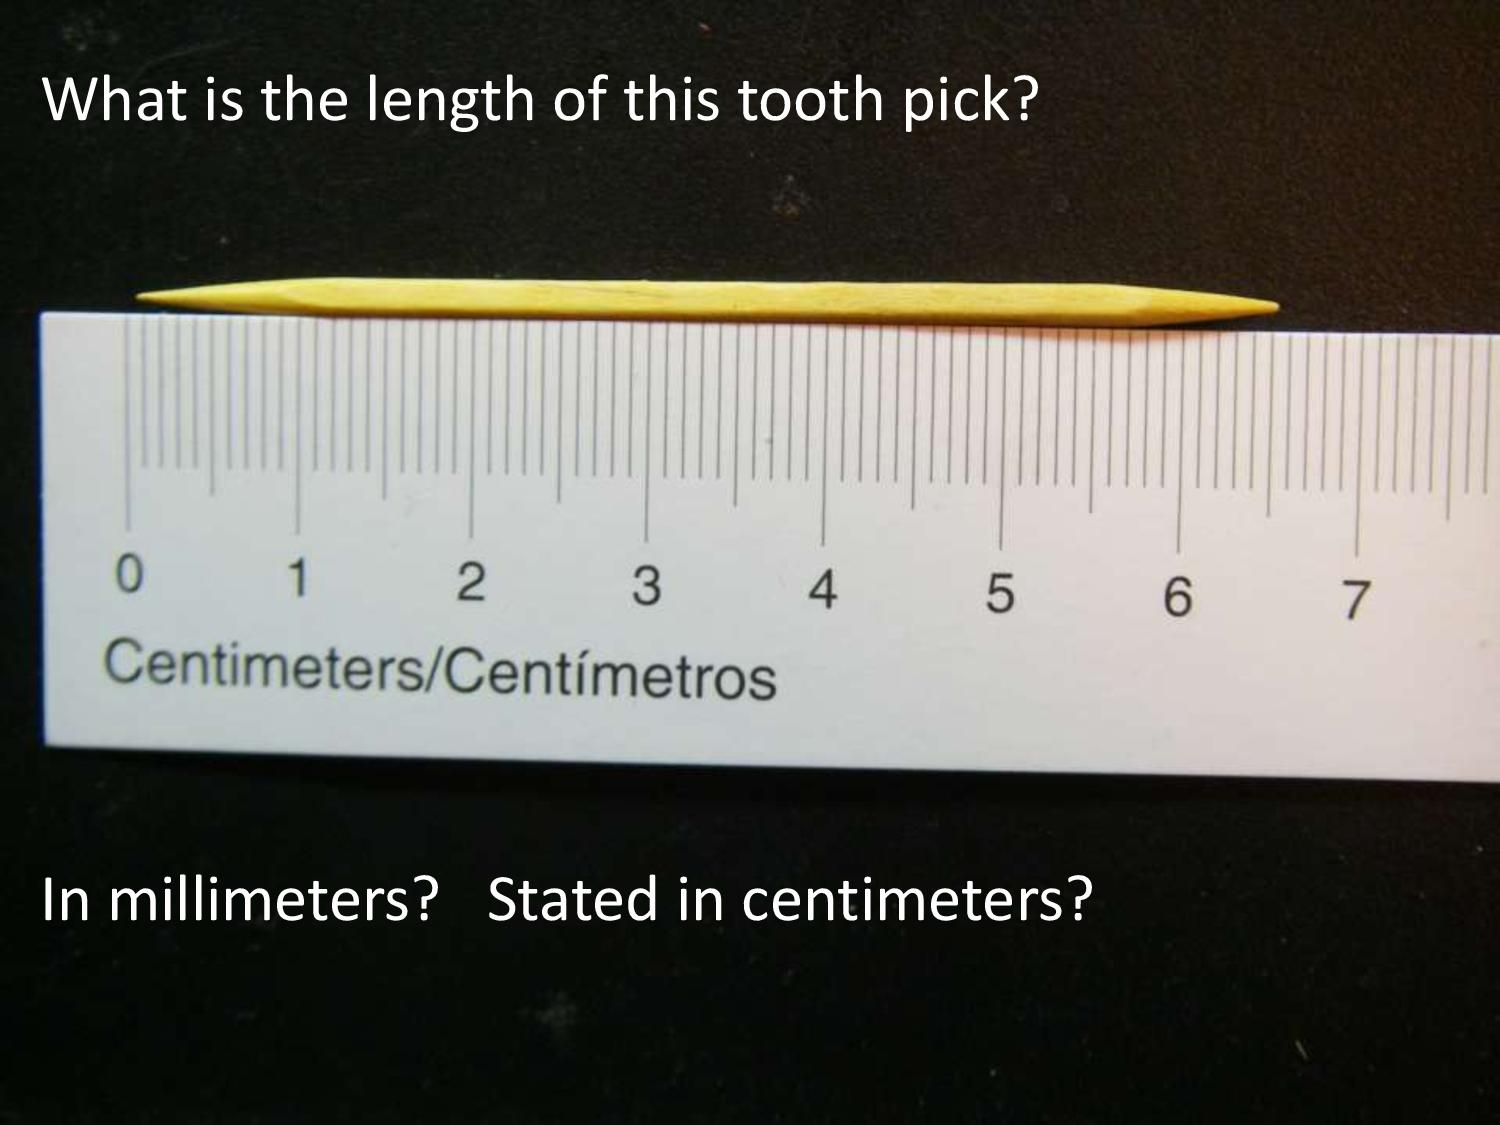 What is the length of this tooth pick?
0 1 2 3 4 5 6 7
Centimeters/Centímetros
In millimeters? Stated in centimeters?